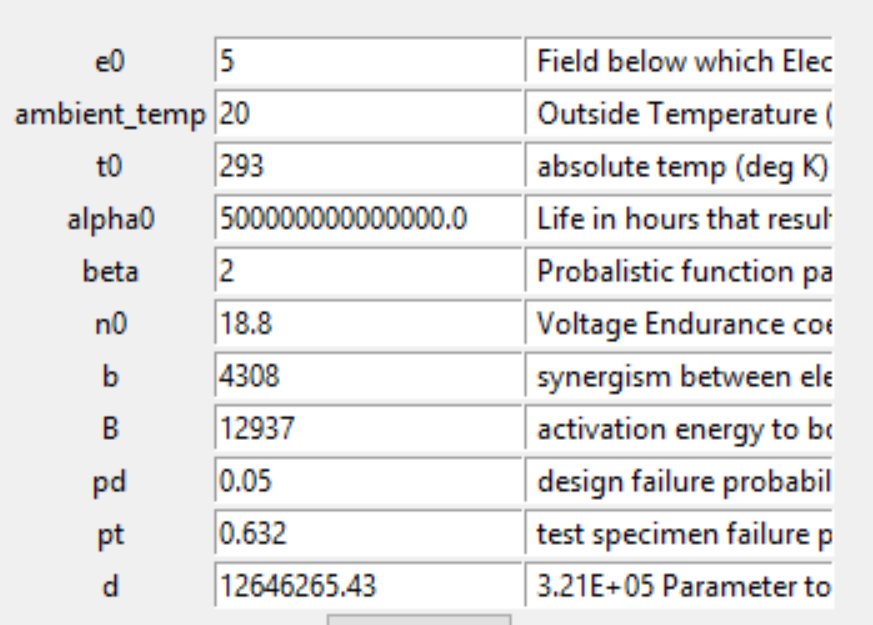 e0 5 Field below which Elec
ambient_temp 20 Outside Temperature (
t0 293 absolute temp (deg K)
alpha0 500000000000000.0 Life in hours that result
beta 2 Probalistic function pa
n0 18.8 Voltage Endurance coe
b 4308 synergism between ele
B 12937 activation energy to bo
pd 0.05 design failure probabil
pt 0.632 test specimen failure p
d 12646265.43 3.21E+05 Parameter to